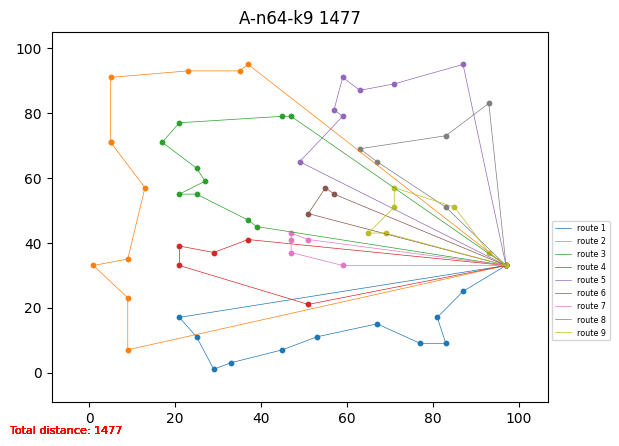 A-n64-k9 1477
100
80
60
40
20
0
0 20 40 60 80 100
route 1
route 2
route 3
route 4
route 5
route 6
route 7
route 8
route 9
Total distance: 1477